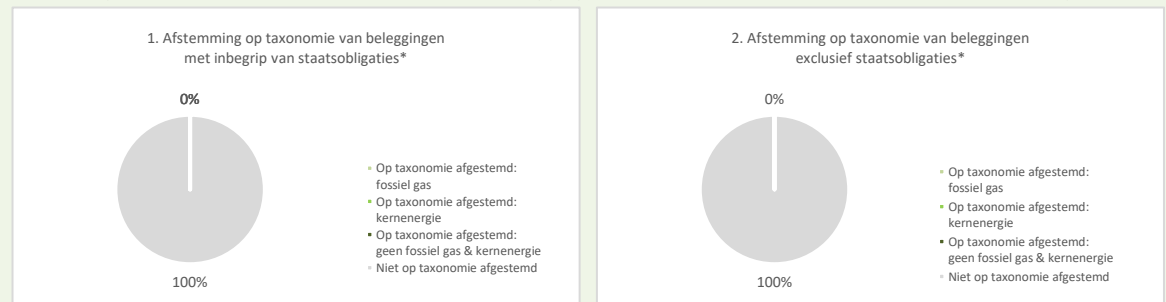 1. Afstemming op taxonomie van beleggingen
met inbegrip van staatsobligaties*
0%
Op taxonomie afgestemd:
fossiel gas
Op taxonomie afgestemd:
kernenergie
Op taxonomie afgestemd:
geen fossiel gas & kernenergie
Niet op taxonomie afgestemd
100%
2. Afstemming op taxonomie van beleggingen
exclusief staatsobligaties*
0%
Op taxonomie afgestemd:
fossiel gas
Op taxonomie afgestemd:
kernenergie
Op taxonomie afgestemd:
geen fossiel gas & kernenergie
Niet op taxonomie afgestemd
100%